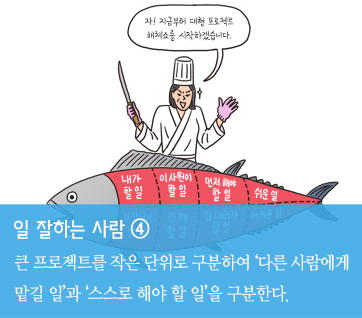 자! 지금부터 대형 프로젝트
해체쇼를 시작하겠습니다.
내가
할 일
이사원이
할 일
먼저 해야
할 일
쉬운 일
일 잘하는 사람 ④
큰 프로젝트를 작은 단위로 구분하여 ‘다른 사람에게
맡길 일’과 ‘스스로 해야 할 일’을 구분한다.